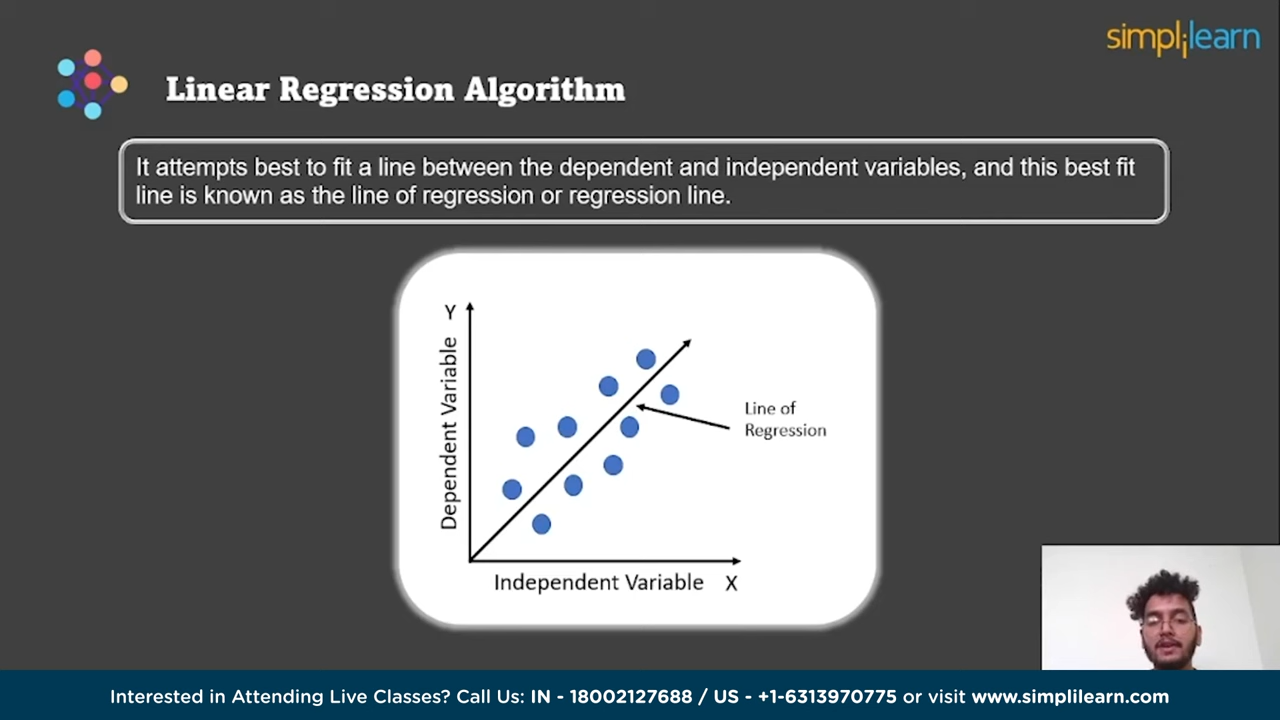 simplilearn
Linear Regression Algorithm
It attempts best to fit a line between the dependent and independent variables, and this best fit
line is known as the line of regression or regression line.
Y
Dependent Variable
Line of
Regression
Independent Variable X
Interested in Attending Live Classes? Call Us: IN - 18002127688 / US - +1-6313970775 or visit www.simplilearn.com